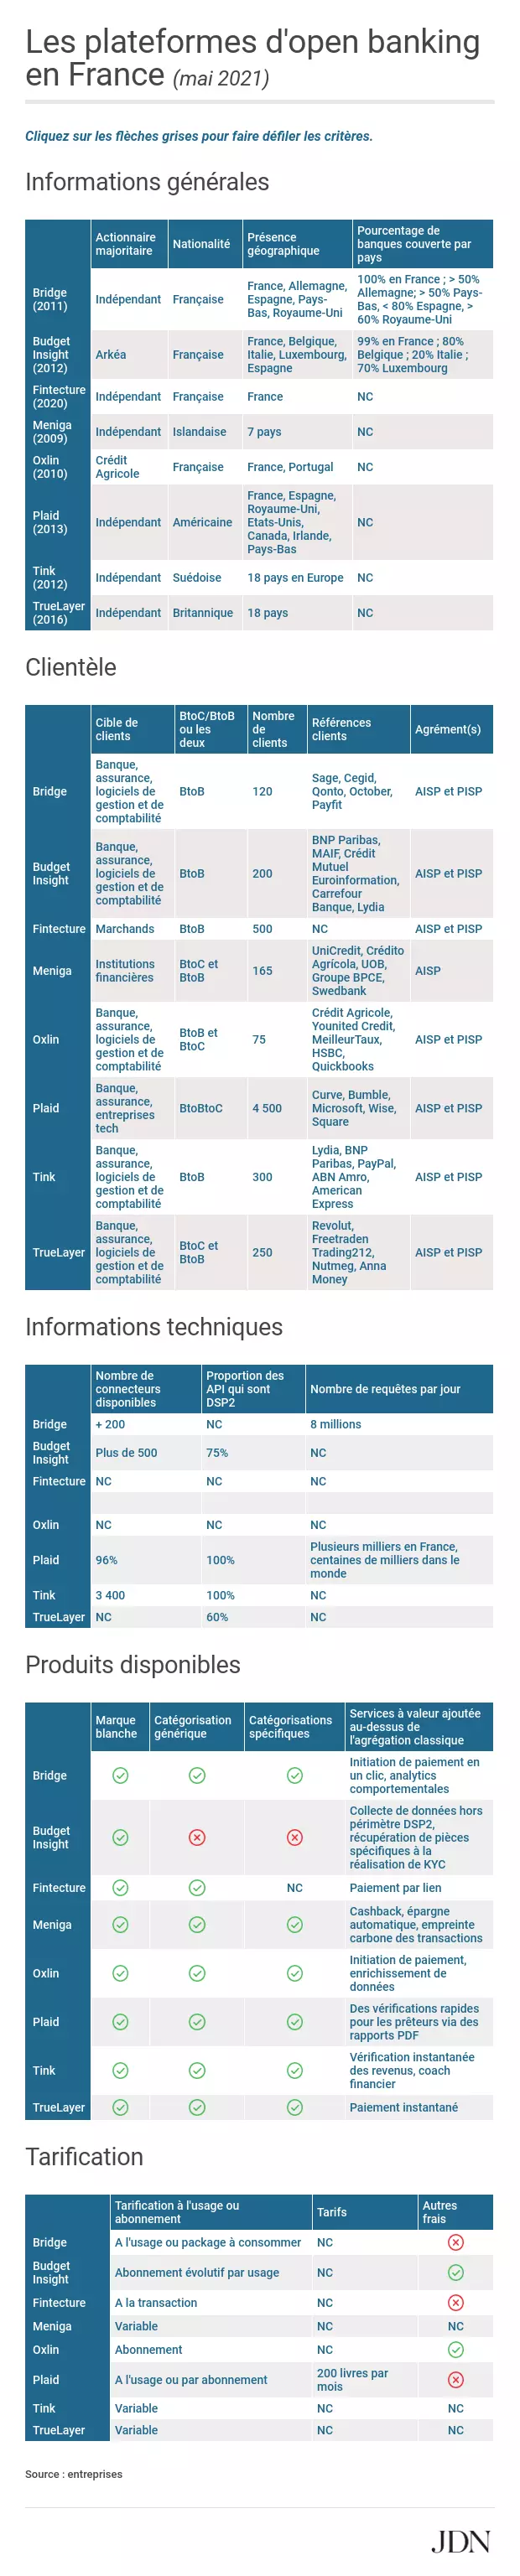 Les plateformes d'open banking
en France (mai 2021)
Cliquez sur les flèches grises pour faire défiler les critères.
Informations générales
Actionnaire majoritaire Nationalité Présence géographique Pourcentage de banques couverte par pays
Bridge (2011) Indépendant Française France, Allemagne, Espagne, Pays-Bas, Royaume-Uni 100% en France ; > 50% Allemagne; > 50% Pays-Bas, < 80% Espagne, > 60% Royaume-Uni
Budget Insight (2012) Arkéa Française France, Belgique, Italie, Luxembourg, Espagne 99% en France ; 80% Belgique ; 20% Italie ; 70% Luxembourg
Fintecture (2020) Indépendant Française France NC
Meniga (2009) Indépendant Islandaise 7 pays NC
Oxlin (2010) Crédit Agricole Française France, Portugal NC
Plaid (2013) Indépendant Américaine France, Espagne, Royaume-Uni, Etats-Unis, Canada, Irlande, Pays-Bas NC
Tink (2012) Indépendant Suédoise 18 pays en Europe NC
TrueLayer (2016) Indépendant Britannique 18 pays NC
Clientèle
Cible de clients BtoC/BtoB ou les deux Nombre de clients Références clients Agrément(s)
Bridge Banque, assurance, logiciels de gestion et de comptabilité BtoB 120 Sage, Cegid, Qonto, October, Payfit AISP et PISP
Budget Insight Banque, assurance, logiciels de gestion et de comptabilité BtoB 200 BNP Paribas, MAIF, Crédit Mutuel Euroinformation, Carrefour Banque, Lydia AISP et PISP
Fintecture Marchands BtoB 500 NC AISP et PISP
Meniga Institutions financières BtoC et BtoB 165 UniCredit, Crédito Agrícola, UOB, Groupe BPCE, Swedbank AISP
Oxlin Banque, assurance, logiciels de gestion et de comptabilité BtoB et BtoC 75 Crédit Agricole, Younited Credit, MeilleurTaux, HSBC, Quickbooks AISP et PISP
Plaid Banque, assurance, entreprises tech BtoBtoC 4 500 Curve, Bumble, Microsoft, Wise, Square AISP et PISP
Tink Banque, assurance, logiciels de gestion et de comptabilité BtoB 300 Lydia, BNP Paribas, PayPal, ABN Amro, American Express AISP et PISP
TrueLayer Banque, assurance, logiciels de gestion et de comptabilité BtoC et BtoB 250 Revolut, Freetraden Trading212, Nutmeg, Anna Money AISP et PISP
Informations techniques
Nombre de connecteurs disponibles Proportion des API qui sont DSP2 Nombre de requêtes par jour
Bridge + 200 NC 8 millions
Budget Insight Plus de 500 75% NC
Fintecture NC NC NC
Oxlin NC NC NC
Plaid 96% 100% Plusieurs milliers en France, centaines de milliers dans le monde
Tink 3 400 100% NC
TrueLayer NC 60% NC
Produits disponibles
Marque blanche Catégorisation générique Catégorisations spécifiques Services à valeur ajoutée au-dessus de l'agrégation classique
Bridge Initiation de paiement en un clic, analytics comportementales
Budget Insight Collecte de données hors périmètre DSP2, récupération de pièces spécifiques à la réalisation de KYC
Fintecture NC Paiement par lien
Meniga Cashback, épargne automatique, empreinte carbone des transactions
Oxlin Initiation de paiement, enrichissement de données
Plaid Des vérifications rapides pour les prêteurs via des rapports PDF
Tink Vérification instantanée des revenus, coach financier
TrueLayer Paiement instantané
Tarification
Tarification à l'usage ou abonnement Tarifs Autres frais
Bridge A l'usage ou package à consommer NC
Budget Insight Abonnement évolutif par usage NC
Fintecture A la transaction NC
Meniga Variable NC NC
Oxlin Abonnement NC
Plaid A l'usage ou par abonnement 200 livres par mois
Tink Variable NC NC
TrueLayer Variable NC NC
Source : entreprises
JDN